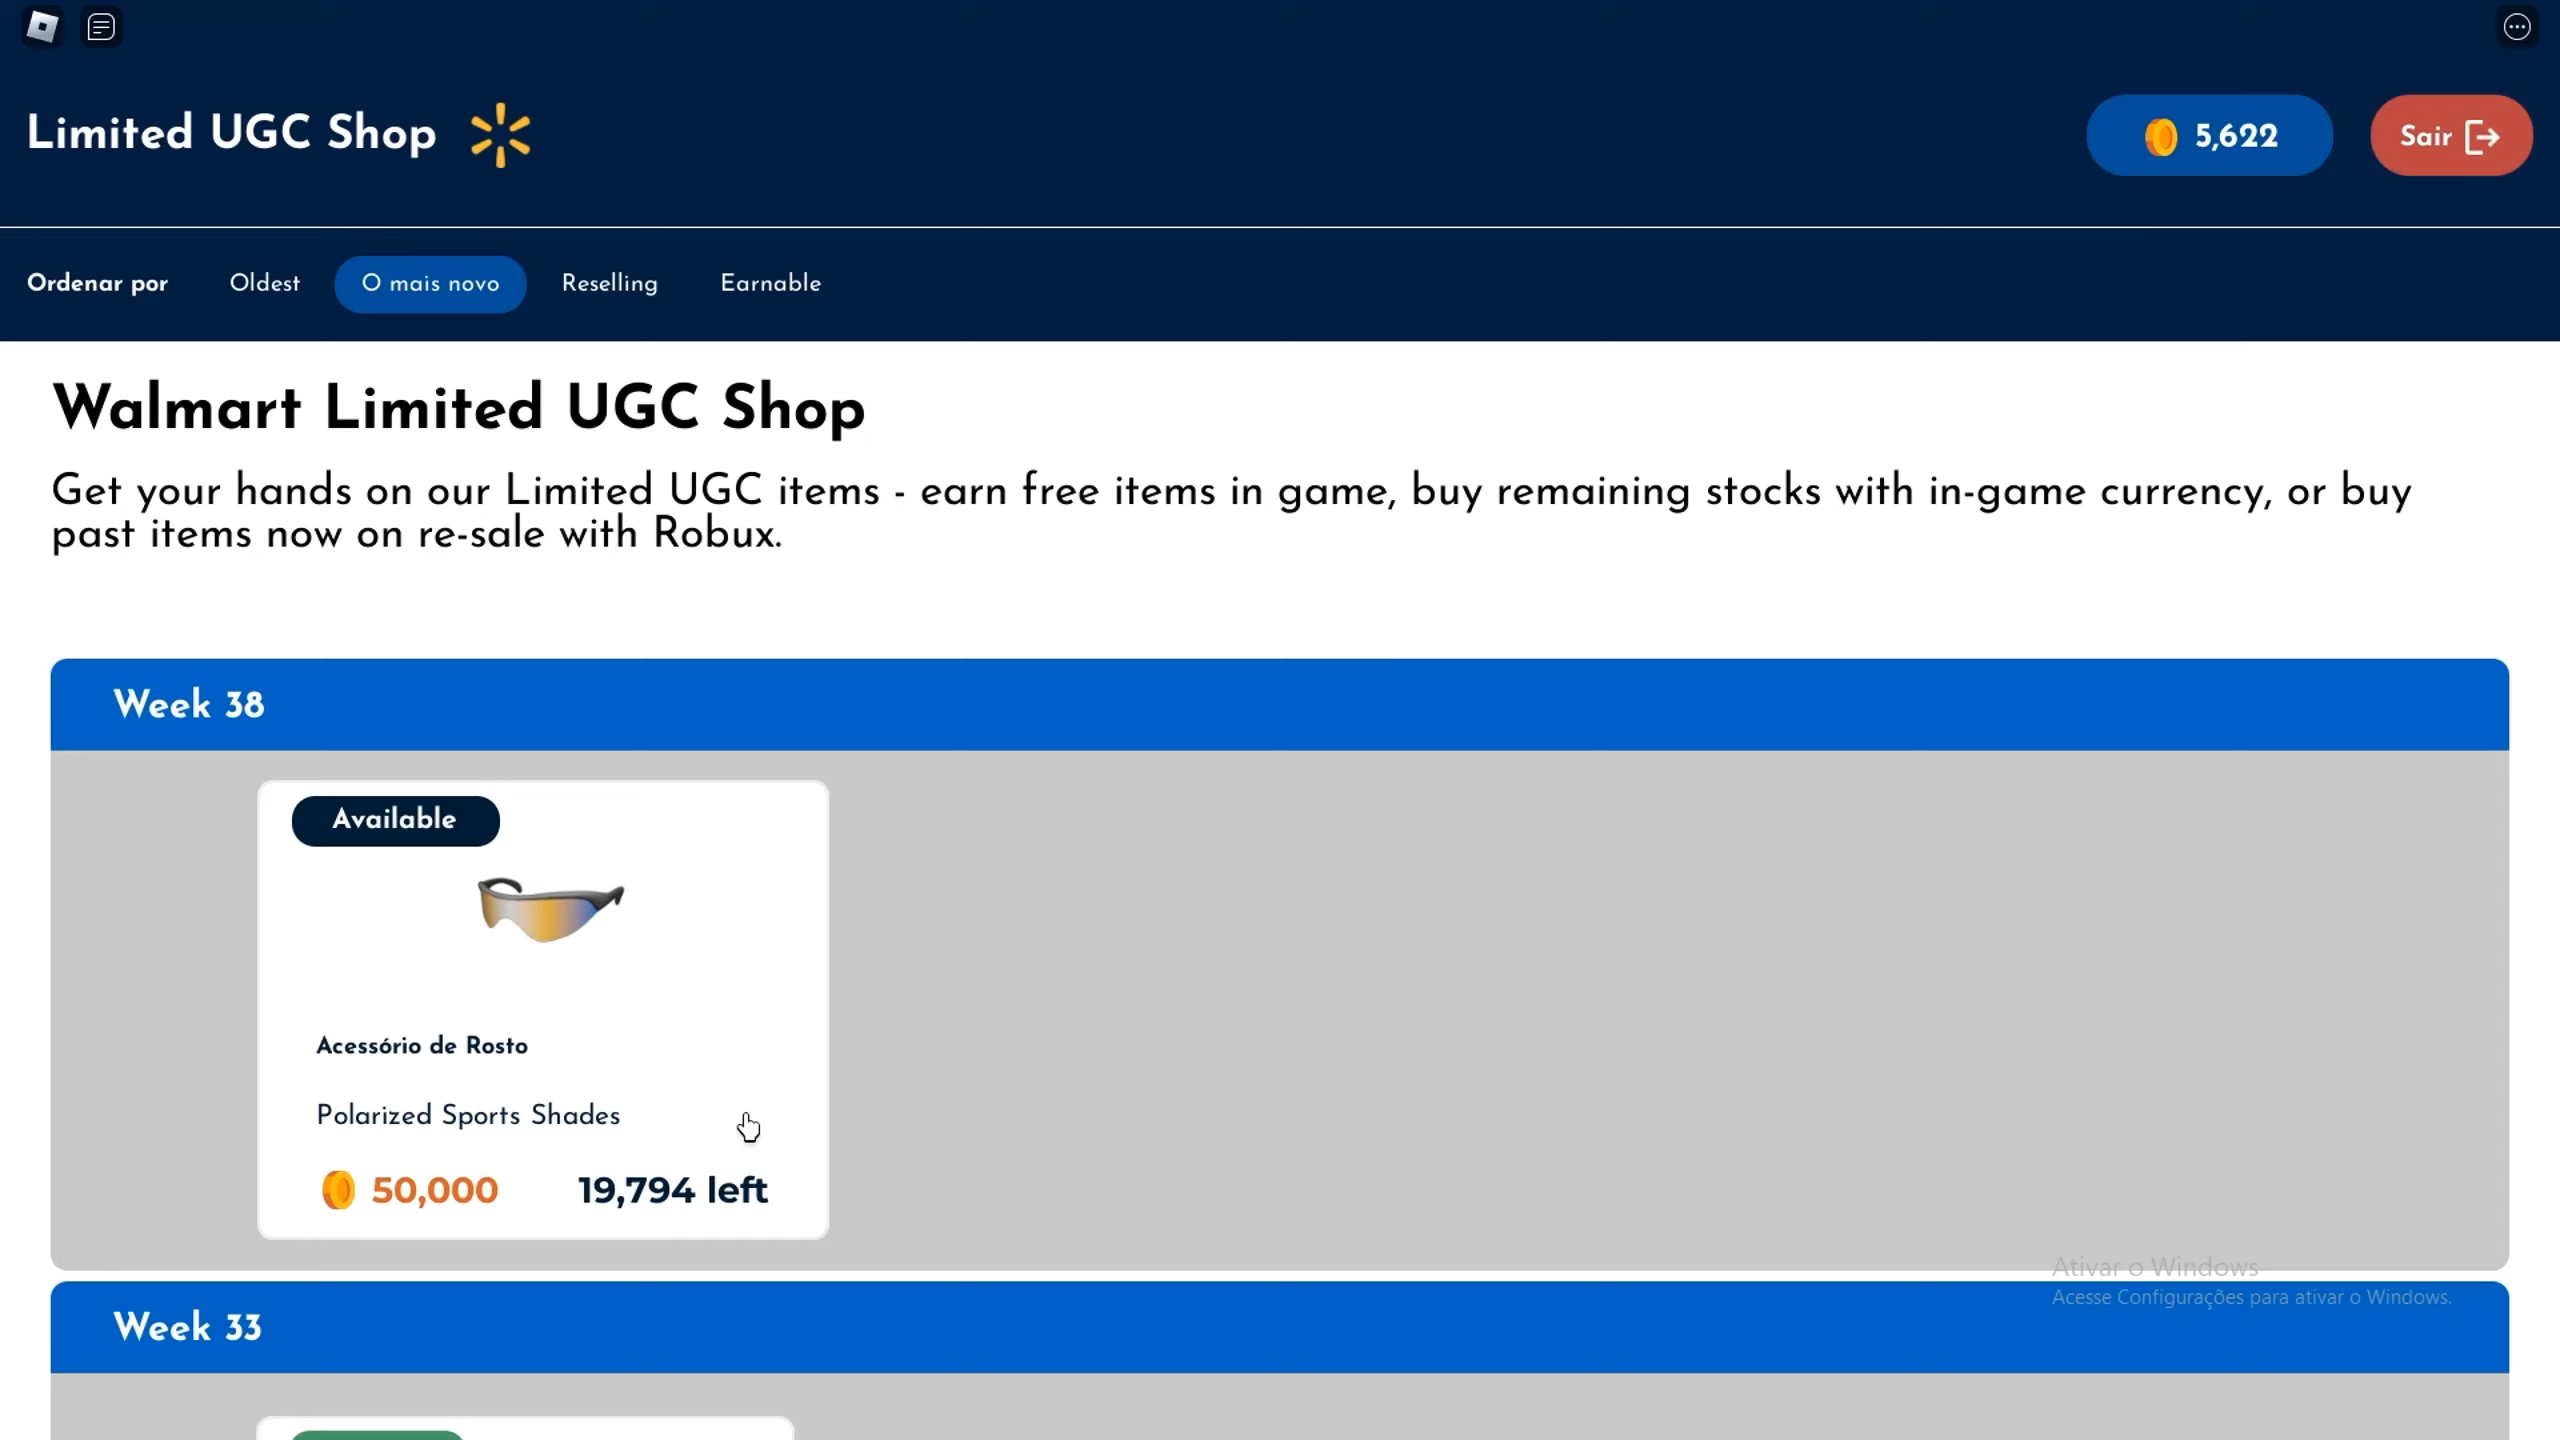 Limited UGC Shop
5,622
Sair
Ordenar por
Oldest
O mais novo
Reselling
Earnable
Walmart Limited UGC Shop
Get your hands on our Limited UGC items - earn free items in game, buy remaining stocks with in-game currency, or buy
past items now on re-sale with Robux.
Week 38
Available
Acessório de Rosto
Polarized Sports Shades
50,000
19,794 left
Ativar o Windows
Acesse Configurações para ativar o Windows.
Week 33